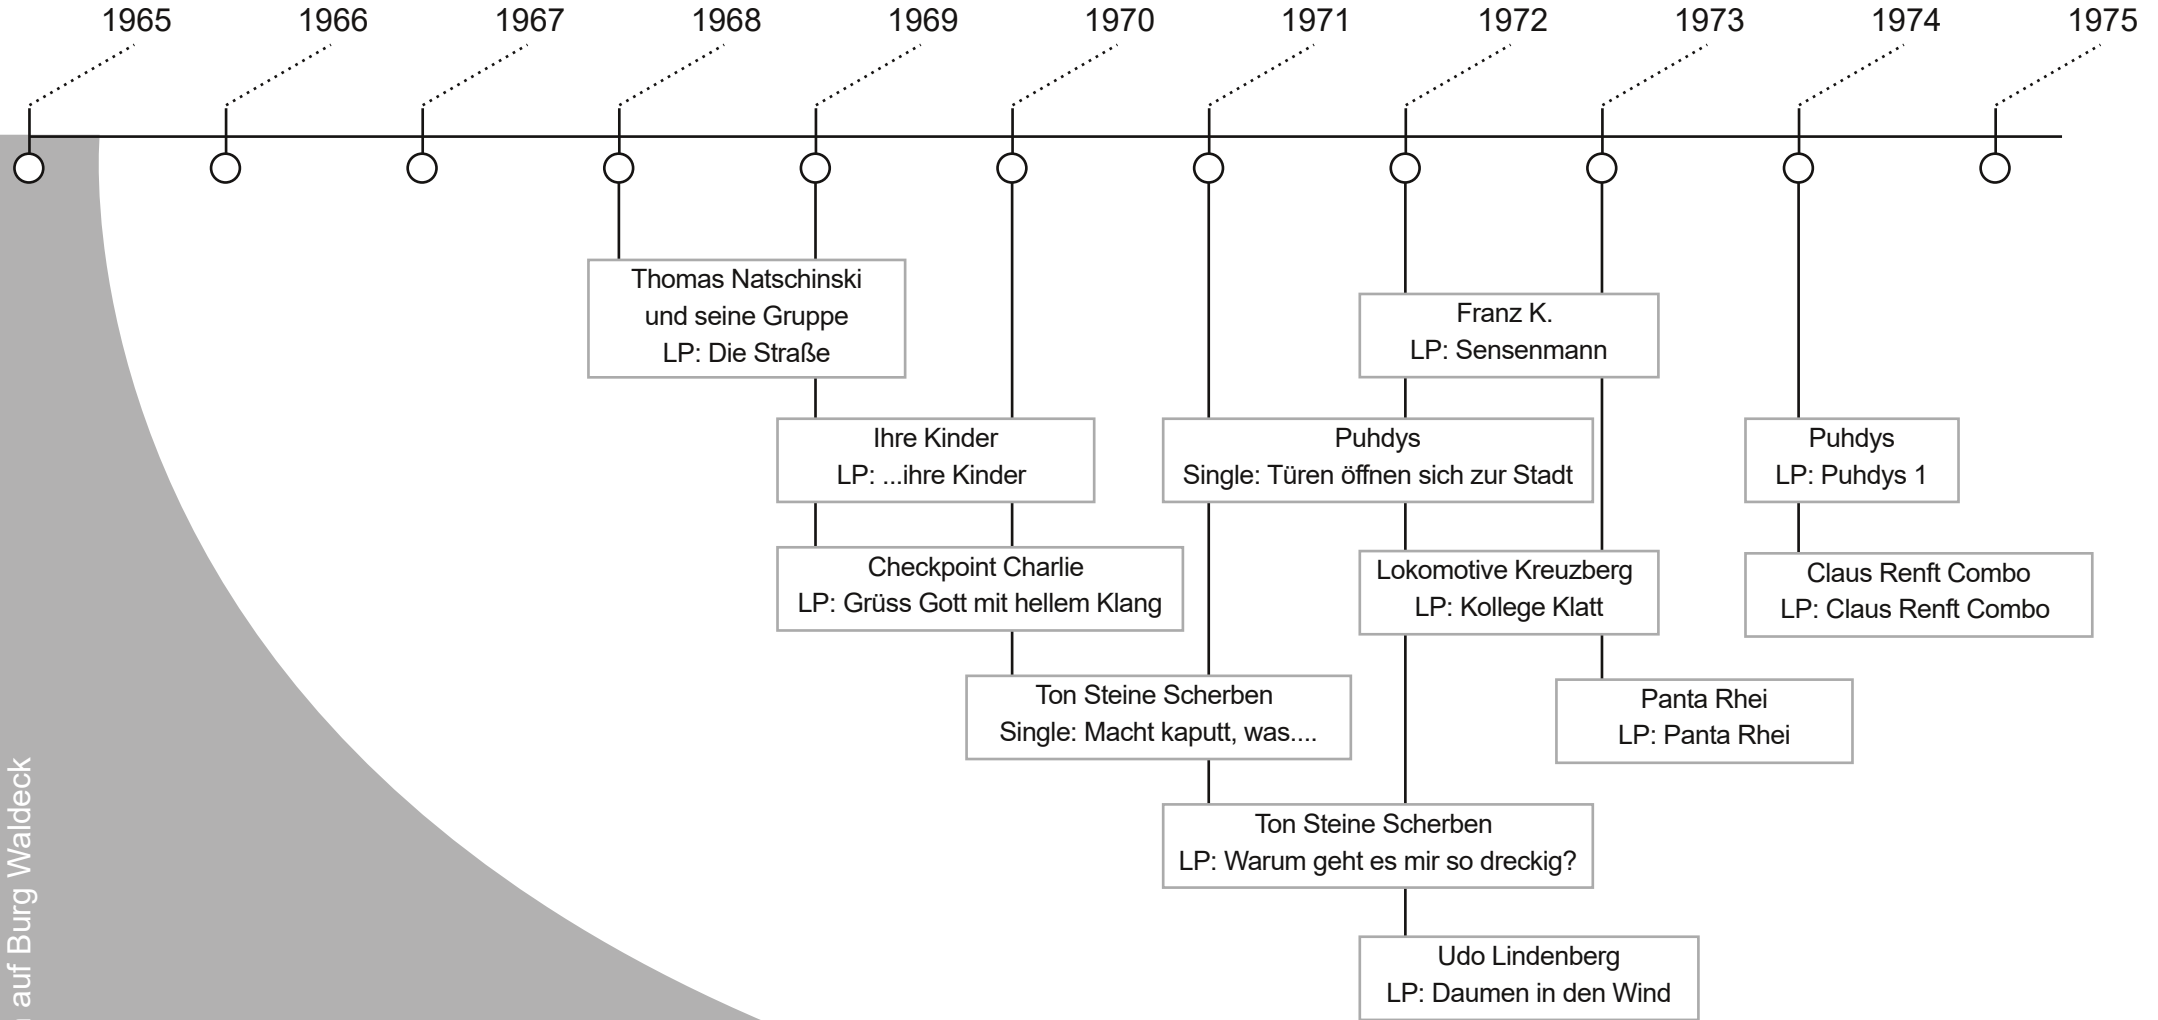 1965 1966 1967 1968 1969 1970 1971 1972 1973 1974 1975
Thomas Natschinski
und seine Gruppe
LP: Die Straße
Franz K.
LP: Sensenmann
Ihre Kinder
LP: ...ihre Kinder
Puhdys
Single: Türen öffnen sich zur Stadt
Puhdys
LP: Puhdys 1
Checkpoint Charlie
LP: Grüss Gott mit hellem Klang
Lokomotive Kreuzberg
LP: Kollege Klatt
Claus Renft Combo
LP: Claus Renft Combo
Ton Steine Scherben
Single: Macht kaputt, was....
Panta Rhei
LP: Panta Rhei
Ton Steine Scherben
LP: Warum geht es mir so dreckig?
Udo Lindenberg
LP: Daumen in den Wind
auf Burg Waldeck